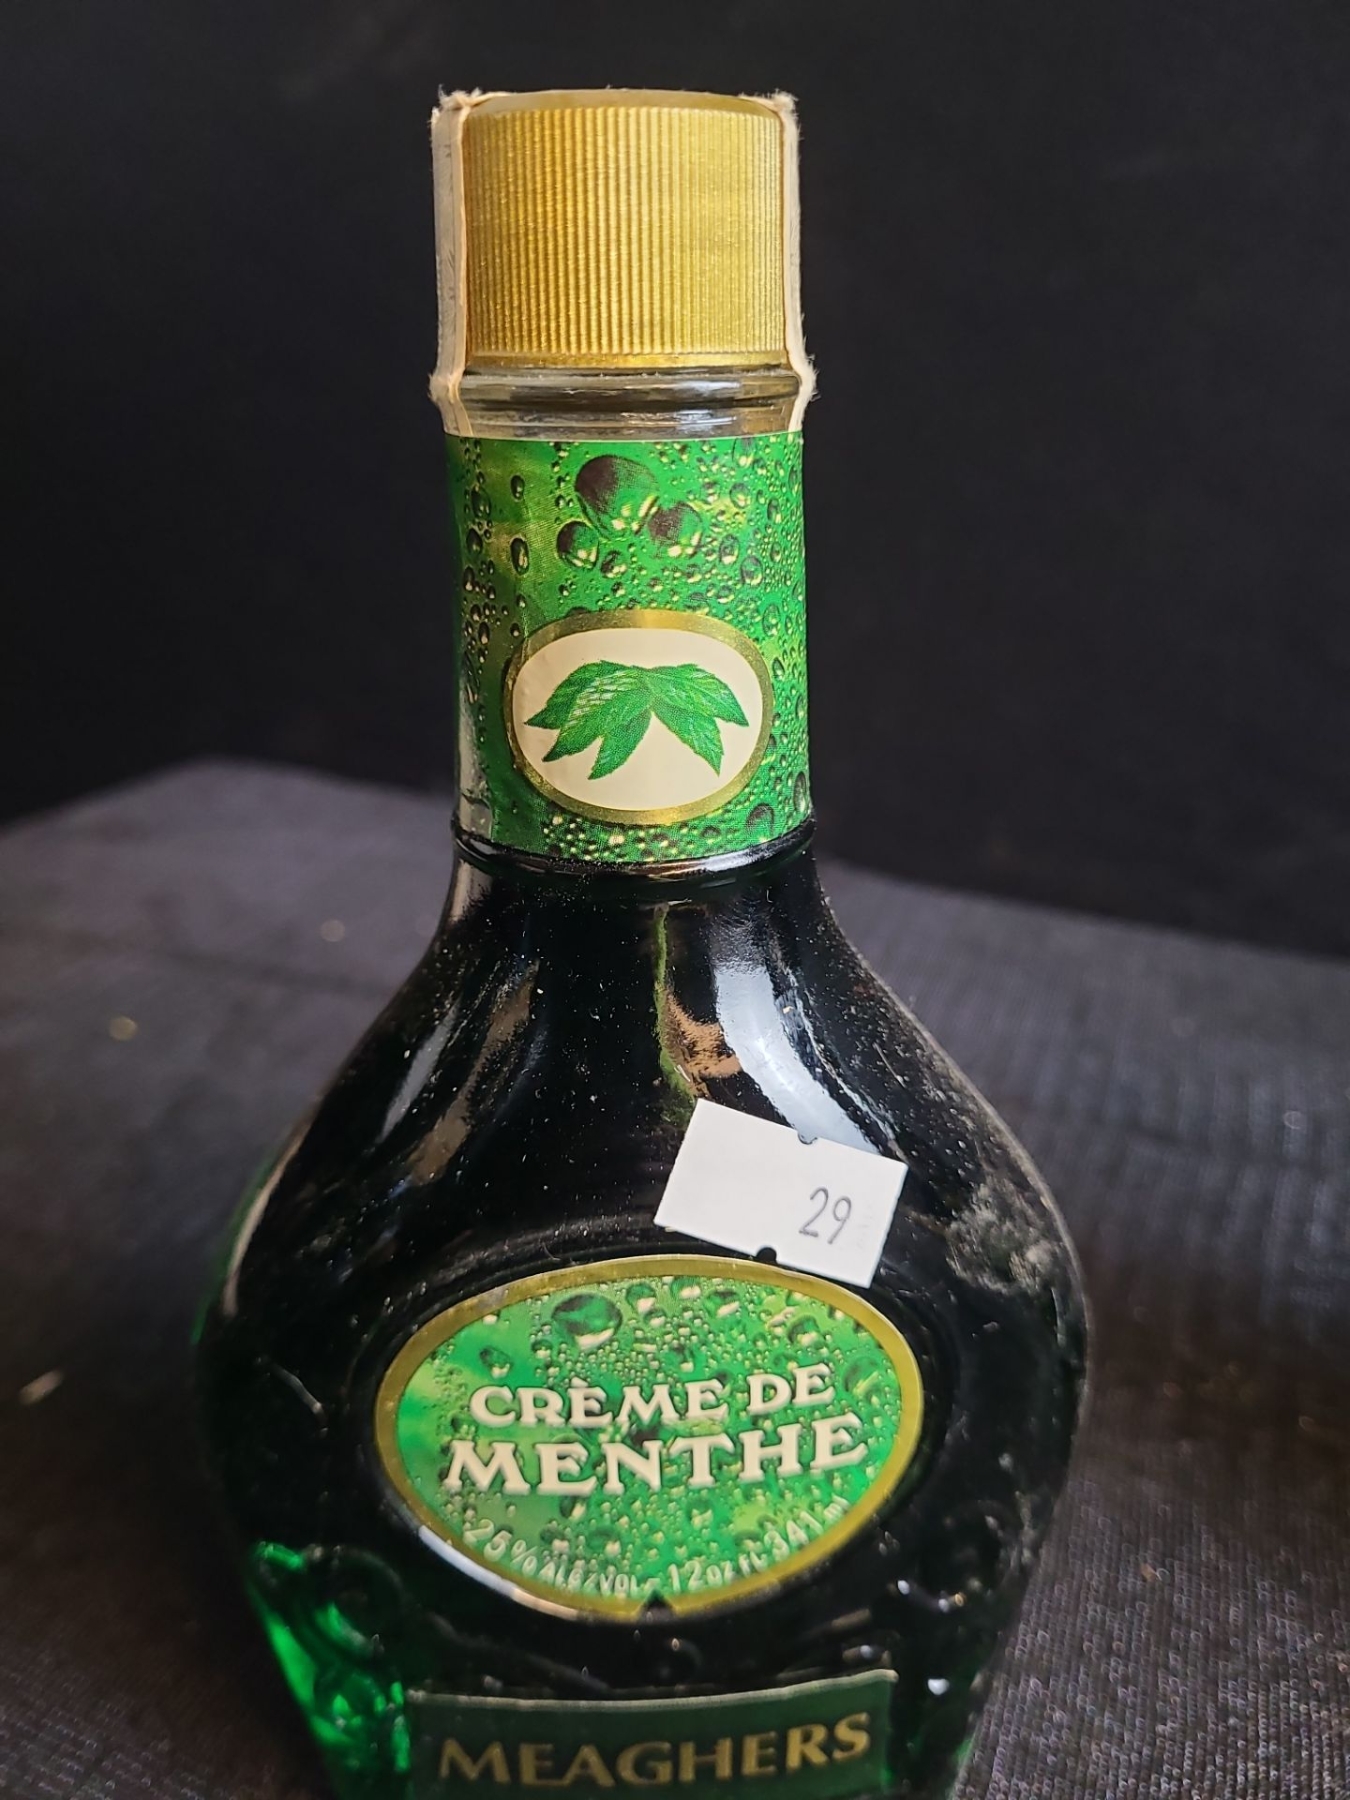 29
CRÈME DE
MENTHE
25% ALC/VOL - 12 oz fl 341 ml
MEAGHERS